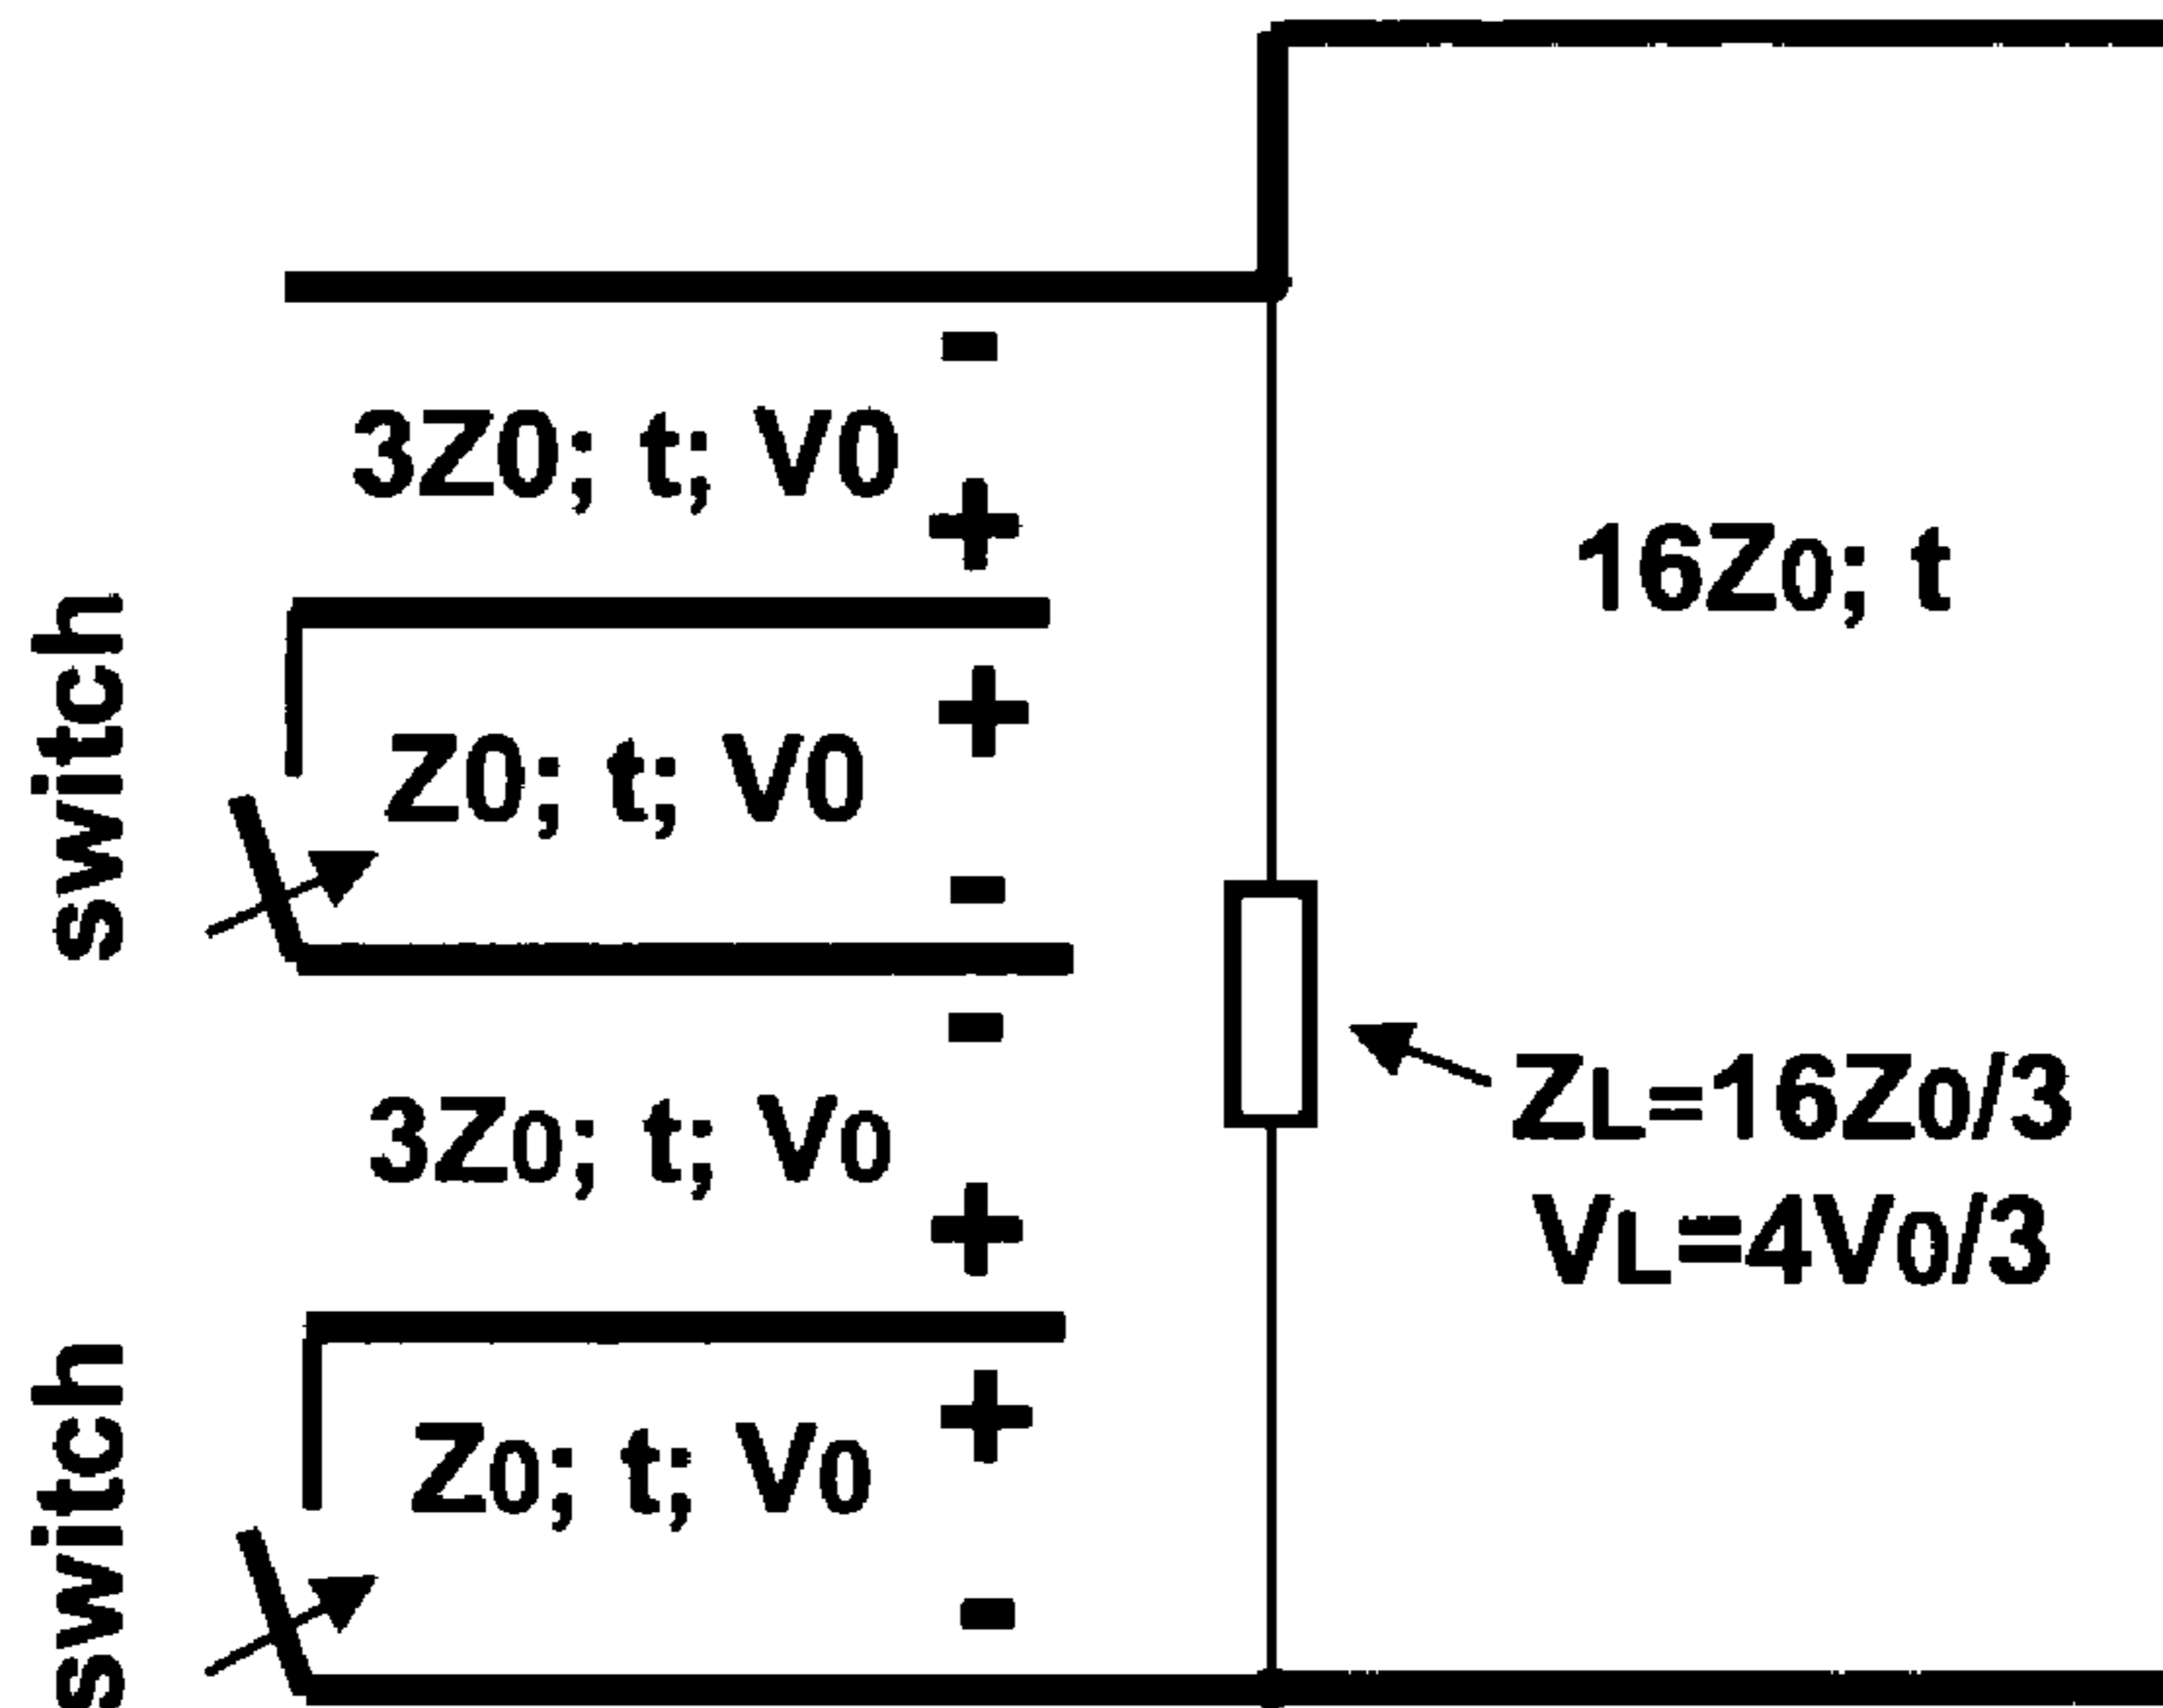 3Z0; t; V0
-
+
16Z0; t
switch
+
Z0; t; V0
-
-
3Z0; t; V0
+
ZL=16Z0/3
VL=4V0/3
switch
+
Z0; t; V0
-